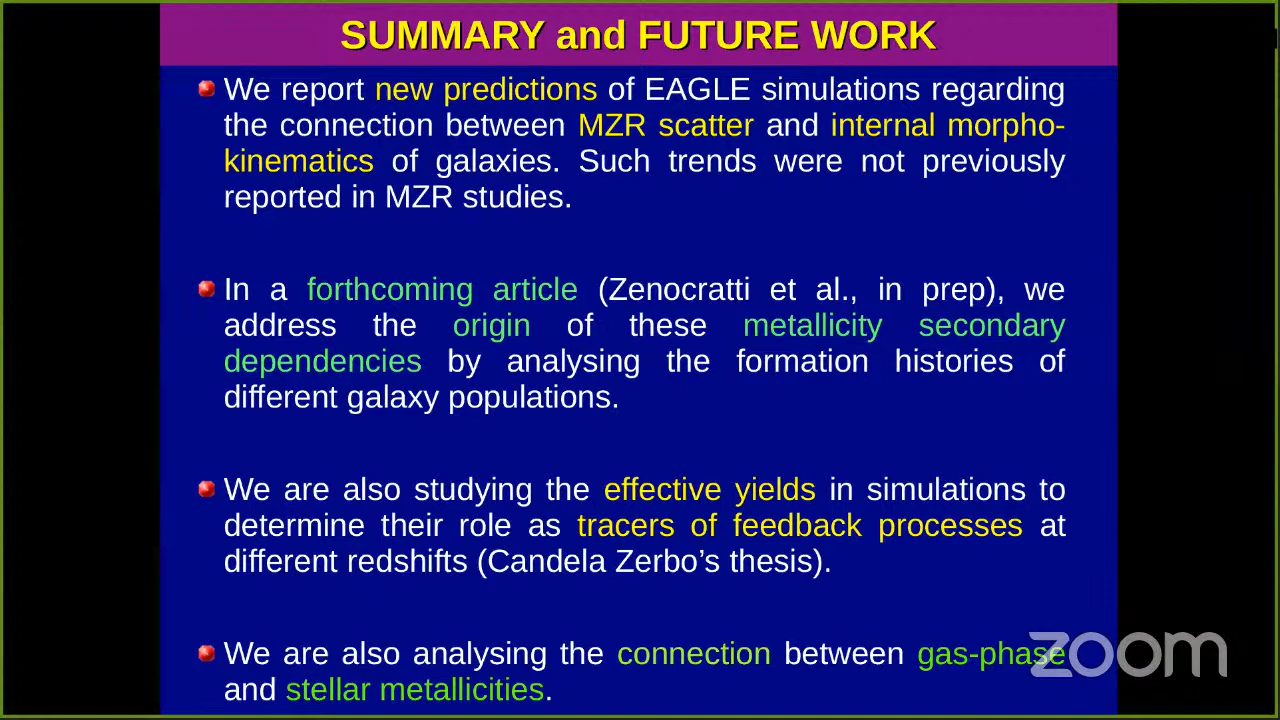 SUMMARY and FUTURE WORK
We report new predictions of EAGLE simulations regarding
the connection between MZR scatter and internal morpho-
kinematics of galaxies. Such trends were not previously
reported in MZR studies.
In a forthcoming article (Zenocratti et al., in prep), we
address the origin of these metallicity secondary
dependencies by analysing the formation histories of
different galaxy populations.
We are also studying the effective yields in simulations to
determine their role as tracers of feedback processes at
different redshifts (Candela Zerbo’s thesis).
We are also analysing the connection between gas-phase
and stellar metallicities.
zoom